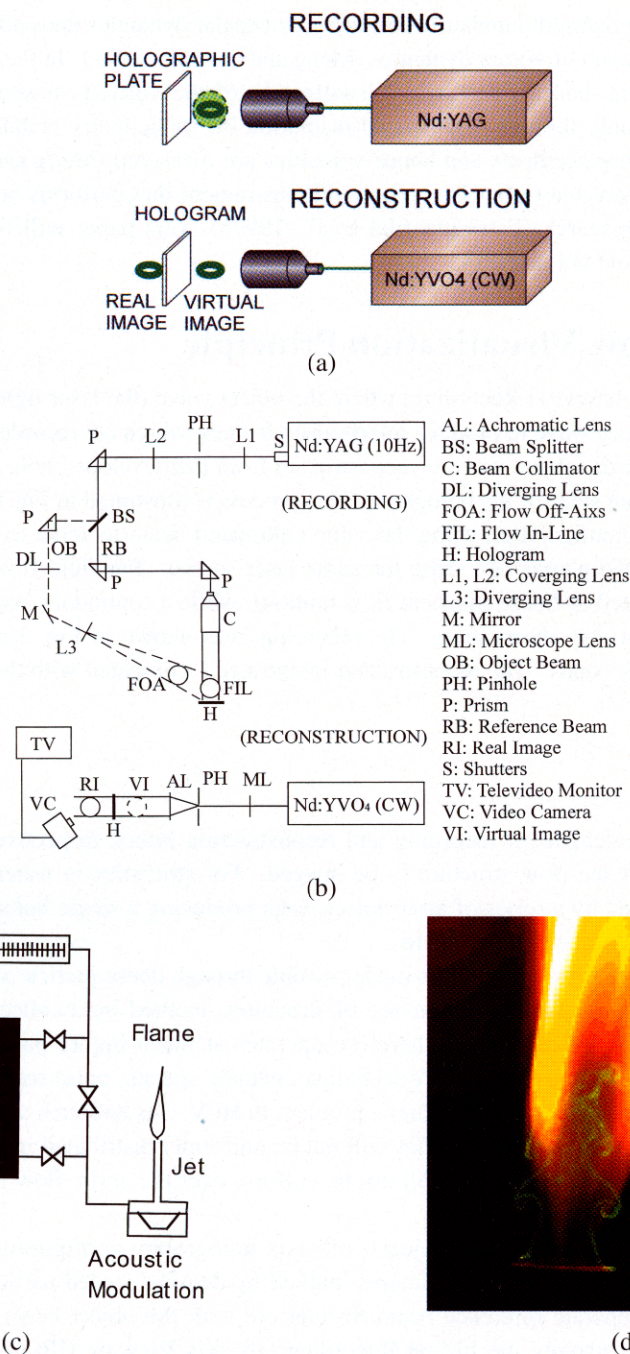 RECORDING
HOLOGRAPHIC
PLATE
Nd:YAG
RECONSTRUCTION
HOLOGRAM
Nd:YVO4 (CW)
REAL
IMAGE
VIRTUAL
IMAGE
(a)
P
L2
PH
L1
S
Nd:YAG (10Hz)
(RECORDING)
P
BS
OB
RB
DL
P
P
M
L3
C
FOA
FIL
H
AL: Achromatic Lens
BS: Beam Splitter
C: Beam Collimator
DL: Diverging Lens
FOA: Flow Off-Aixs
FIL: Flow In-Line
H: Hologram
L1, L2: Coverging Lens
L3: Diverging Lens
M: Mirror
ML: Microscope Lens
OB: Object Beam
PH: Pinhole
P: Prism
RB: Reference Beam
RI: Real Image
S: Shutters
TV: Televideo Monitor
VC: Video Camera
VI: Virtual Image
(RECONSTRUCTION)
TV
VC
RI
VI
AL
PH
ML
H
Nd:YVO₄ (CW)
(b)
Flame
Jet
Acoustic
Modulation
(c)
(d